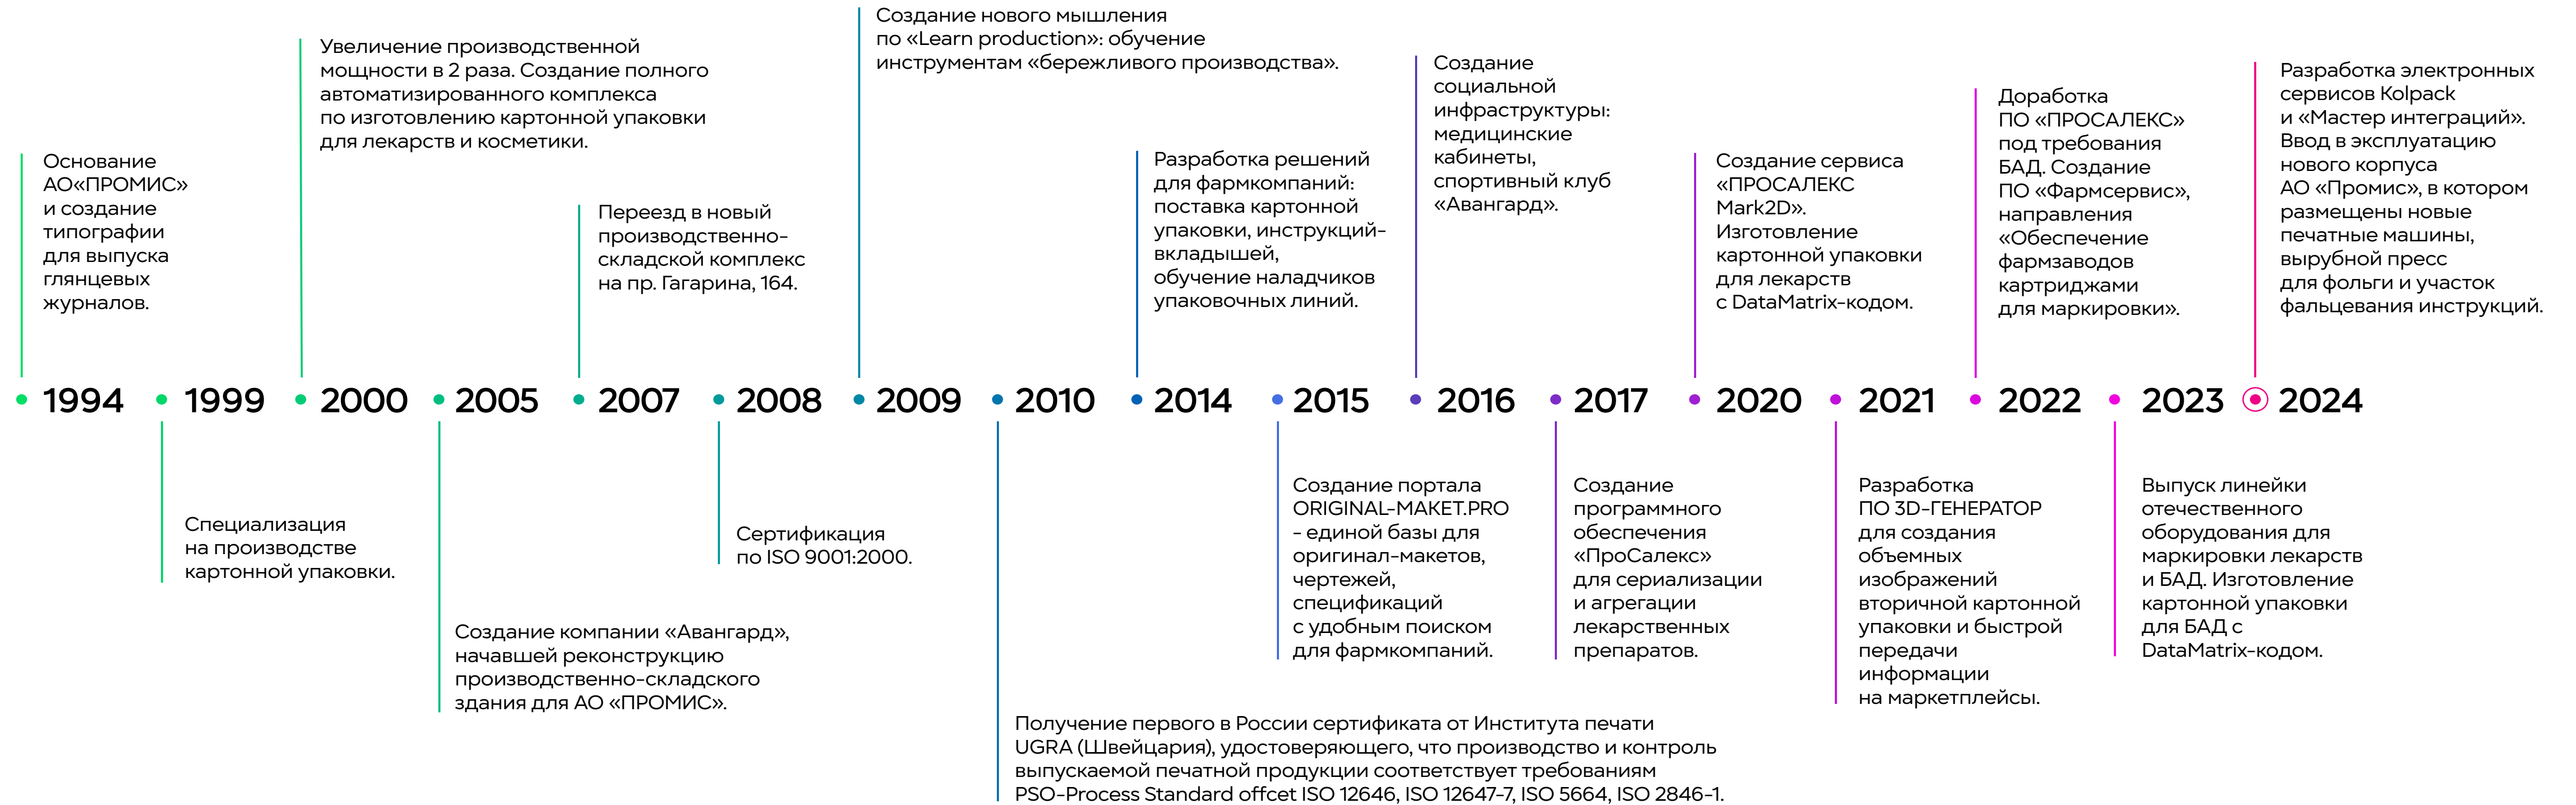 1994
Основание
АО«ПРОМИС»
и создание
типографии
для выпуска
глянцевых
журналов.
1999
Специализация
на производстве
картонной упаковки.
2000
Увеличение производственной
мощности в 2 раза. Создание полного
автоматизированного комплекса
по изготовлению картонной упаковки
для лекарств и косметики.
2005
Создание компании «Авангард»,
начавшей реконструкцию
производственно-складского
здания для АО «ПРОМИС».
2007
Переезд в новый
производственно-
складской комплекс
на пр. Гагарина, 164.
2008
Сертификация
по ISO 9001:2000.
2009
Создание нового мышления
по «Learn production»: обучение
инструментам «бережливого производства».
2010
Получение первого в России сертификата от Института печати
UGRA (Швейцария), удостоверяющего, что производство и контроль
выпускаемой печатной продукции соответствует требованиям
PSO-Process Standard offcet ISO 12646, ISO 12647-7, ISO 5664, ISO 2846-1.
2014
Разработка решений
для фармкомпаний:
поставка картонной
упаковки, инструкций-
вкладышей,
обучение наладчиков
упаковочных линий.
2015
Создание портала
ORIGINAL-MAKET.PRO
- единой базы для
оригинал-макетов,
чертежей,
спецификаций
с удобным поиском
для фармкомпаний.
2016
Создание
социальной
инфраструктуры:
медицинские
кабинеты,
спортивный клуб
«Авангард».
2017
Создание
программного
обеспечения
«ПроСалекс»
для сериализации
и агрегации
лекарственных
препаратов.
2020
Создание сервиса
«ПРОСАЛЕКС
Mark2D».
Изготовление
картонной упаковки
для лекарств
с DataMatrix-кодом.
2021
Разработка
ПО 3D-ГЕНЕРАТОР
для создания
объемных
изображений
вторичной картонной
упаковки и быстрой
передачи
информации
на маркетплейсы.
2022
Доработка
ПО «ПРОСАЛЕКС»
под требования
БАД. Создание
ПО «Фармсервис»,
направления
«Обеспечение
фармзаводов
картриджами
для маркировки».
2023
Выпуск линейки
отечественного
оборудования для
маркировки лекарств
и БАД. Изготовление
картонной упаковки
для БАД с
DataMatrix-кодом.
2024
Разработка электронных
сервисов Kolpack
и «Мастер интеграций».
Ввод в эксплуатацию
нового корпуса
АО «Промис», в котором
размещены новые
печатные машины,
вырубной пресс
для фольги и участок
фальцевания инструкций.